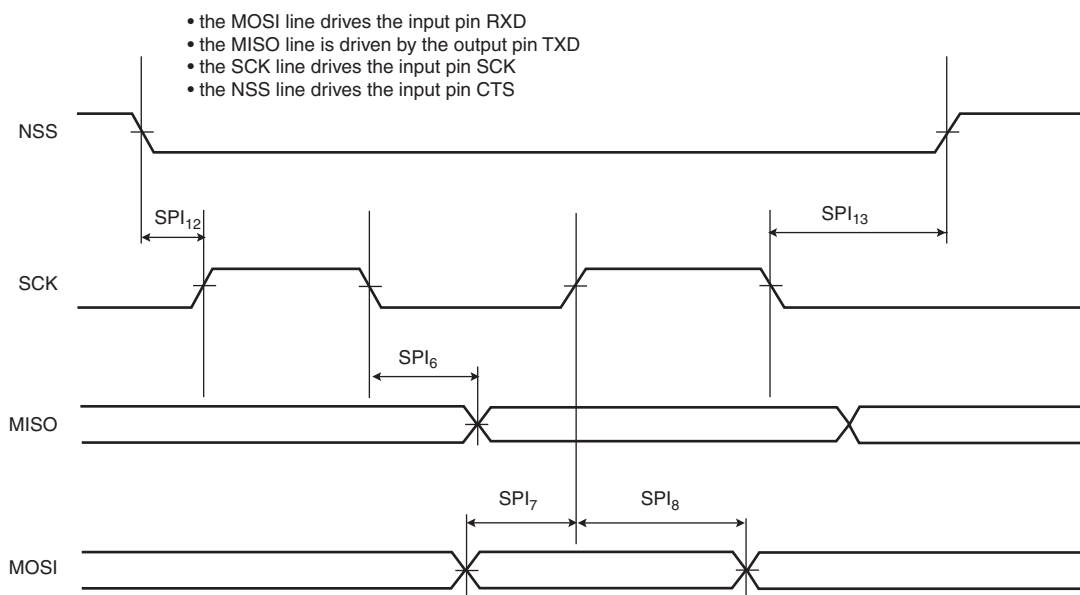 • the MOSI line drives the input pin RXD
• the MISO line is driven by the output pin TXD
• the SCK line drives the input pin SCK
• the NSS line drives the input pin CTS
NSS
SPI12
SPI13
SCK
SPI6
MISO
SPI7
SPI8
MOSI